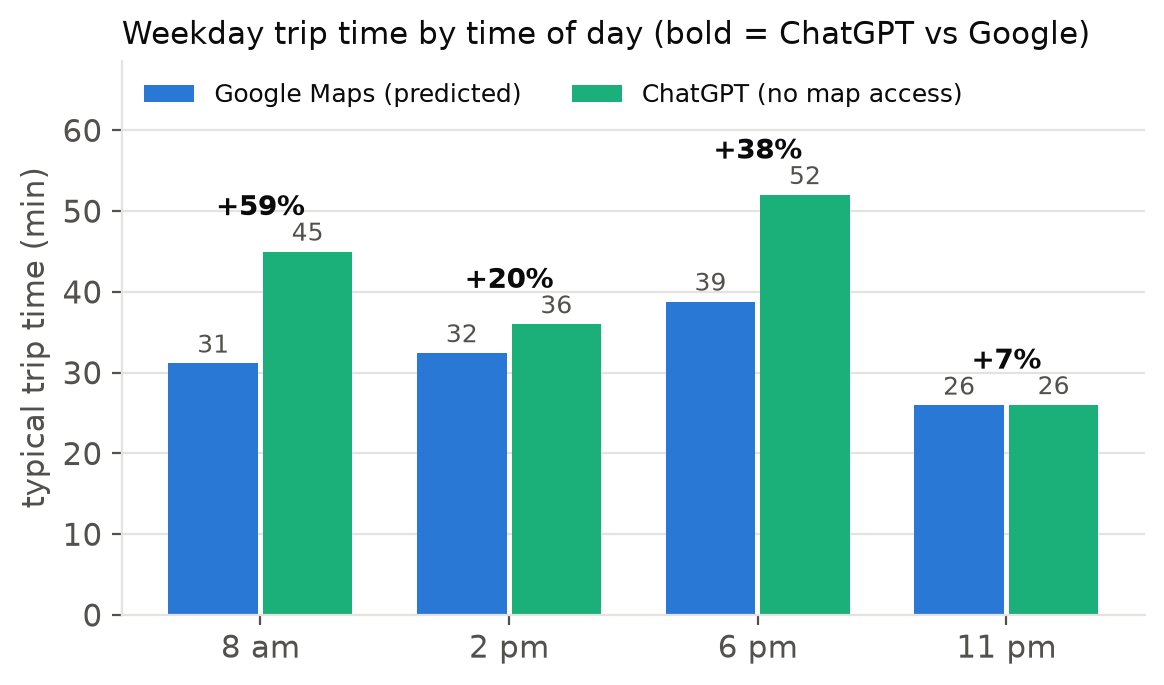 Weekday trip time by time of day (bold = ChatGPT vs Google)
Google Maps (predicted)
ChatGPT (no map access)
typical trip time (min)
60
50
40
30
20
10
0
+59%
31
45
+20%
32
36
+38%
39
52
+7%
26
26
8 am
2 pm
6 pm
11 pm